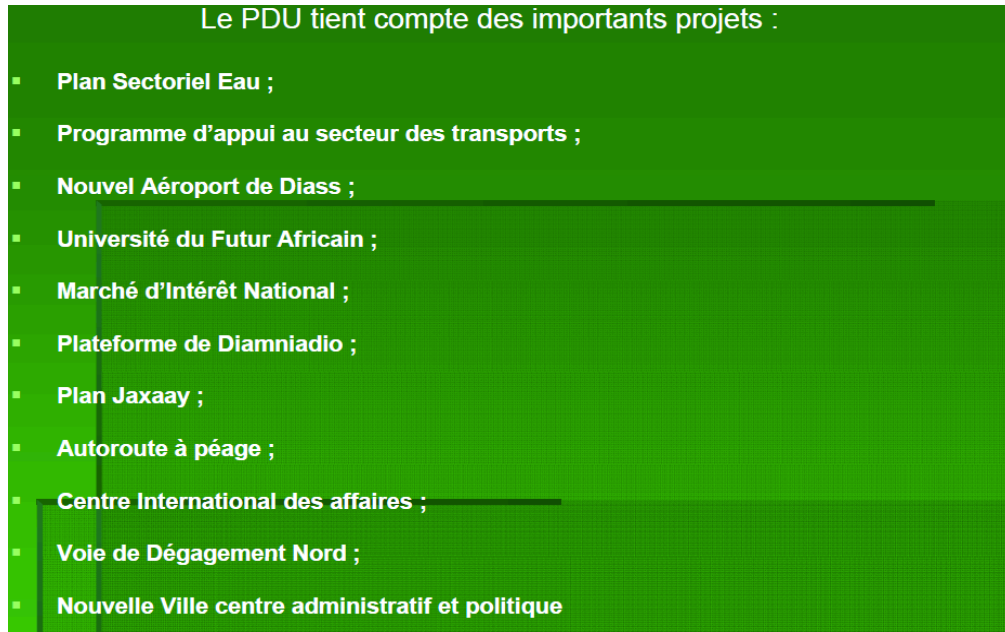 Le PDU tient compte des importants projets :
▪ Plan Sectoriel Eau ;
▪ Programme d'appui au secteur des transports ;
▪ Nouvel Aéroport de Diass ;
▪ Université du Futur Africain ;
▪ Marché d'Intérêt National ;
▪ Plateforme de Diamniadio ;
▪ Plan Jaxaay ;
▪ Autoroute à péage ;
▪ Centre International des affaires ;
▪ Voie de Dégagement Nord ;
▪ Nouvelle Ville centre administratif et politique